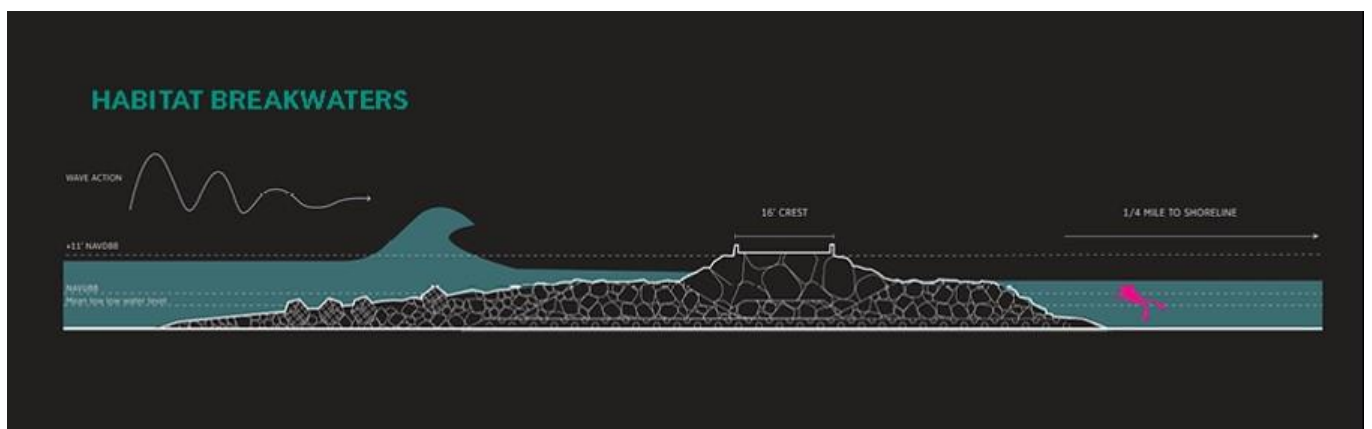 HABITAT BREAKWATERS
WAVE ACTION
16' CREST
1/4 MILE TO SHORELINE
+11' NAVD88
NAVD88
Mean low low water level